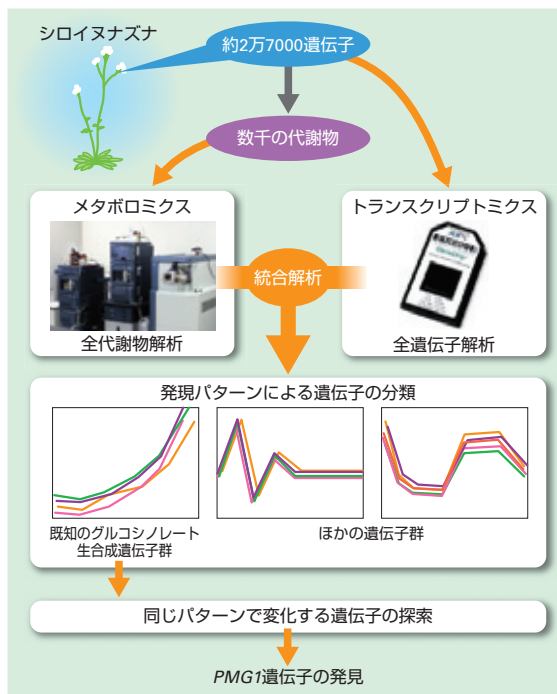 シロイヌナズナ
約2万7000遺伝子
数千の代謝物
メタボロミクス
全代謝物解析
トランスクリプトミクス
全遺伝子解析
統合解析
発現パターンによる遺伝子の分類
既知のグルコシノレート
生合成遺伝子群
ほかの遺伝子群
同じパターンで変化する遺伝子の探索
PMG1遺伝子の発見